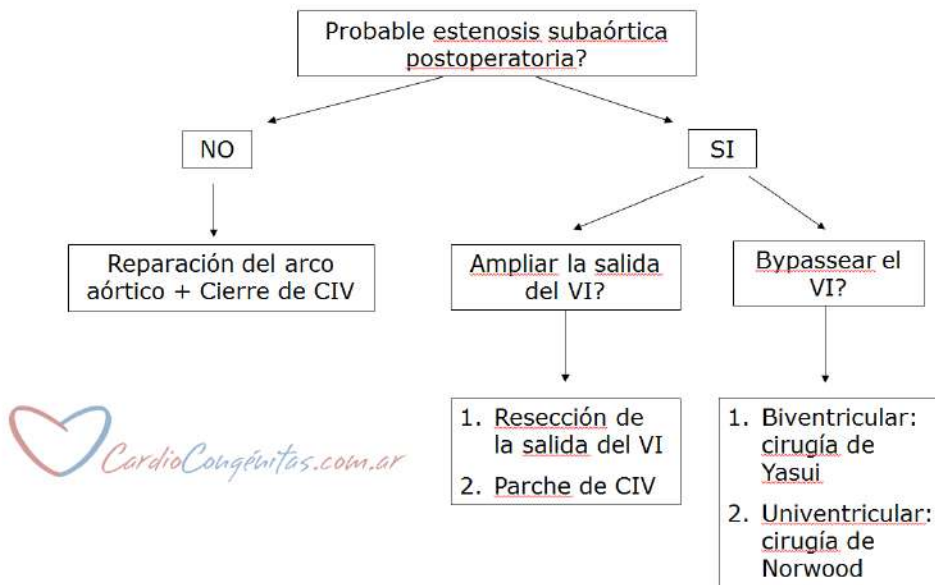 Probable estenosis subaórtica
postoperatoria?
NO
SI
Reparación del arco
aórtico + Cierre de CIV
Ampliar la salida
del VI?
Bypassear el
VI?
1. Resección de
la salida del VI
2. Parche de CIV
1. Biventricular:
cirugía de
Yasui
2. Univentricular:
cirugía de
Norwood
CardioCongénitas.com.ar